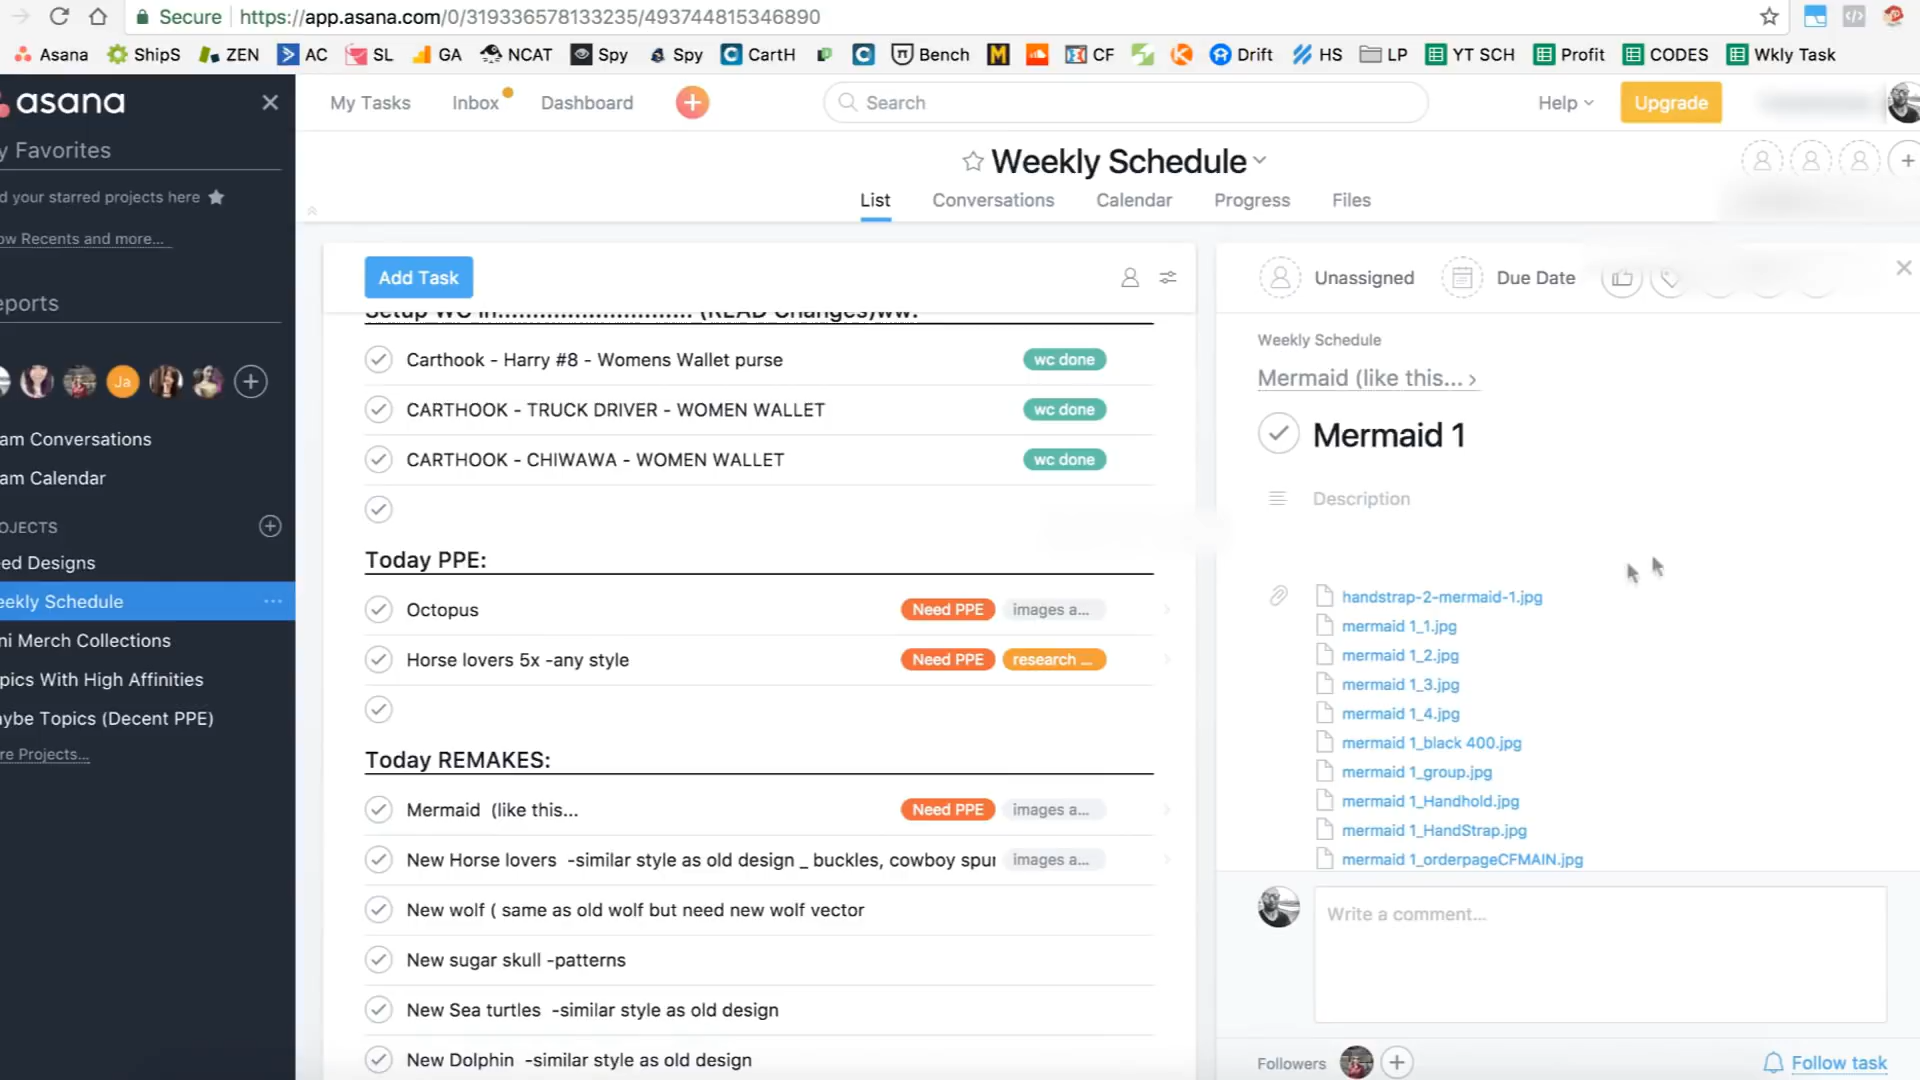 Secure https://app.asana.com/0/319336578133235/493744815346890
Asana ShipS ZEN AC SL GA NCAT Spy Spy CartH Bench CF Drift HS LP YT SCH Profit CODES Wkly Task
asana
My Tasks Inbox Dashboard Search Help Upgrade
y Favorites
d your starred projects here
ow Recents and more...
eports
Ja
am Conversations
am Calendar
OJECTS
ed Designs
eekly Schedule
ni Merch Collections
pics With High Affinities
aybe Topics (Decent PPE)
re Projects...
Weekly Schedule
List Conversations Calendar Progress Files
Add Task
Setup WC in............................ (READ Changes)ww:
Carthook - Harry #8 - Womens Wallet purse wc done
CARTHOOK - TRUCK DRIVER - WOMEN WALLET wc done
CARTHOOK - CHIWAWA - WOMEN WALLET wc done
Today PPE:
Octopus Need PPE images a...
Horse lovers 5x -any style Need PPE research ...
Today REMAKES:
Mermaid (like this... Need PPE images a...
New Horse lovers -similar style as old design _ buckles, cowboy spur images a...
New wolf ( same as old wolf but need new wolf vector
New sugar skull -patterns
New Sea turtles -similar style as old design
New Dolphin -similar style as old design
Unassigned Due Date
Weekly Schedule
Mermaid (like this... ›
Mermaid 1
Description
handstrap-2-mermaid-1.jpg
mermaid 1_1.jpg
mermaid 1_2.jpg
mermaid 1_3.jpg
mermaid 1_4.jpg
mermaid 1_black 400.jpg
mermaid 1_group.jpg
mermaid 1_Handhold.jpg
mermaid 1_HandStrap.jpg
mermaid 1_orderpageCFMAIN.jpg
Write a comment...
Followers Follow task